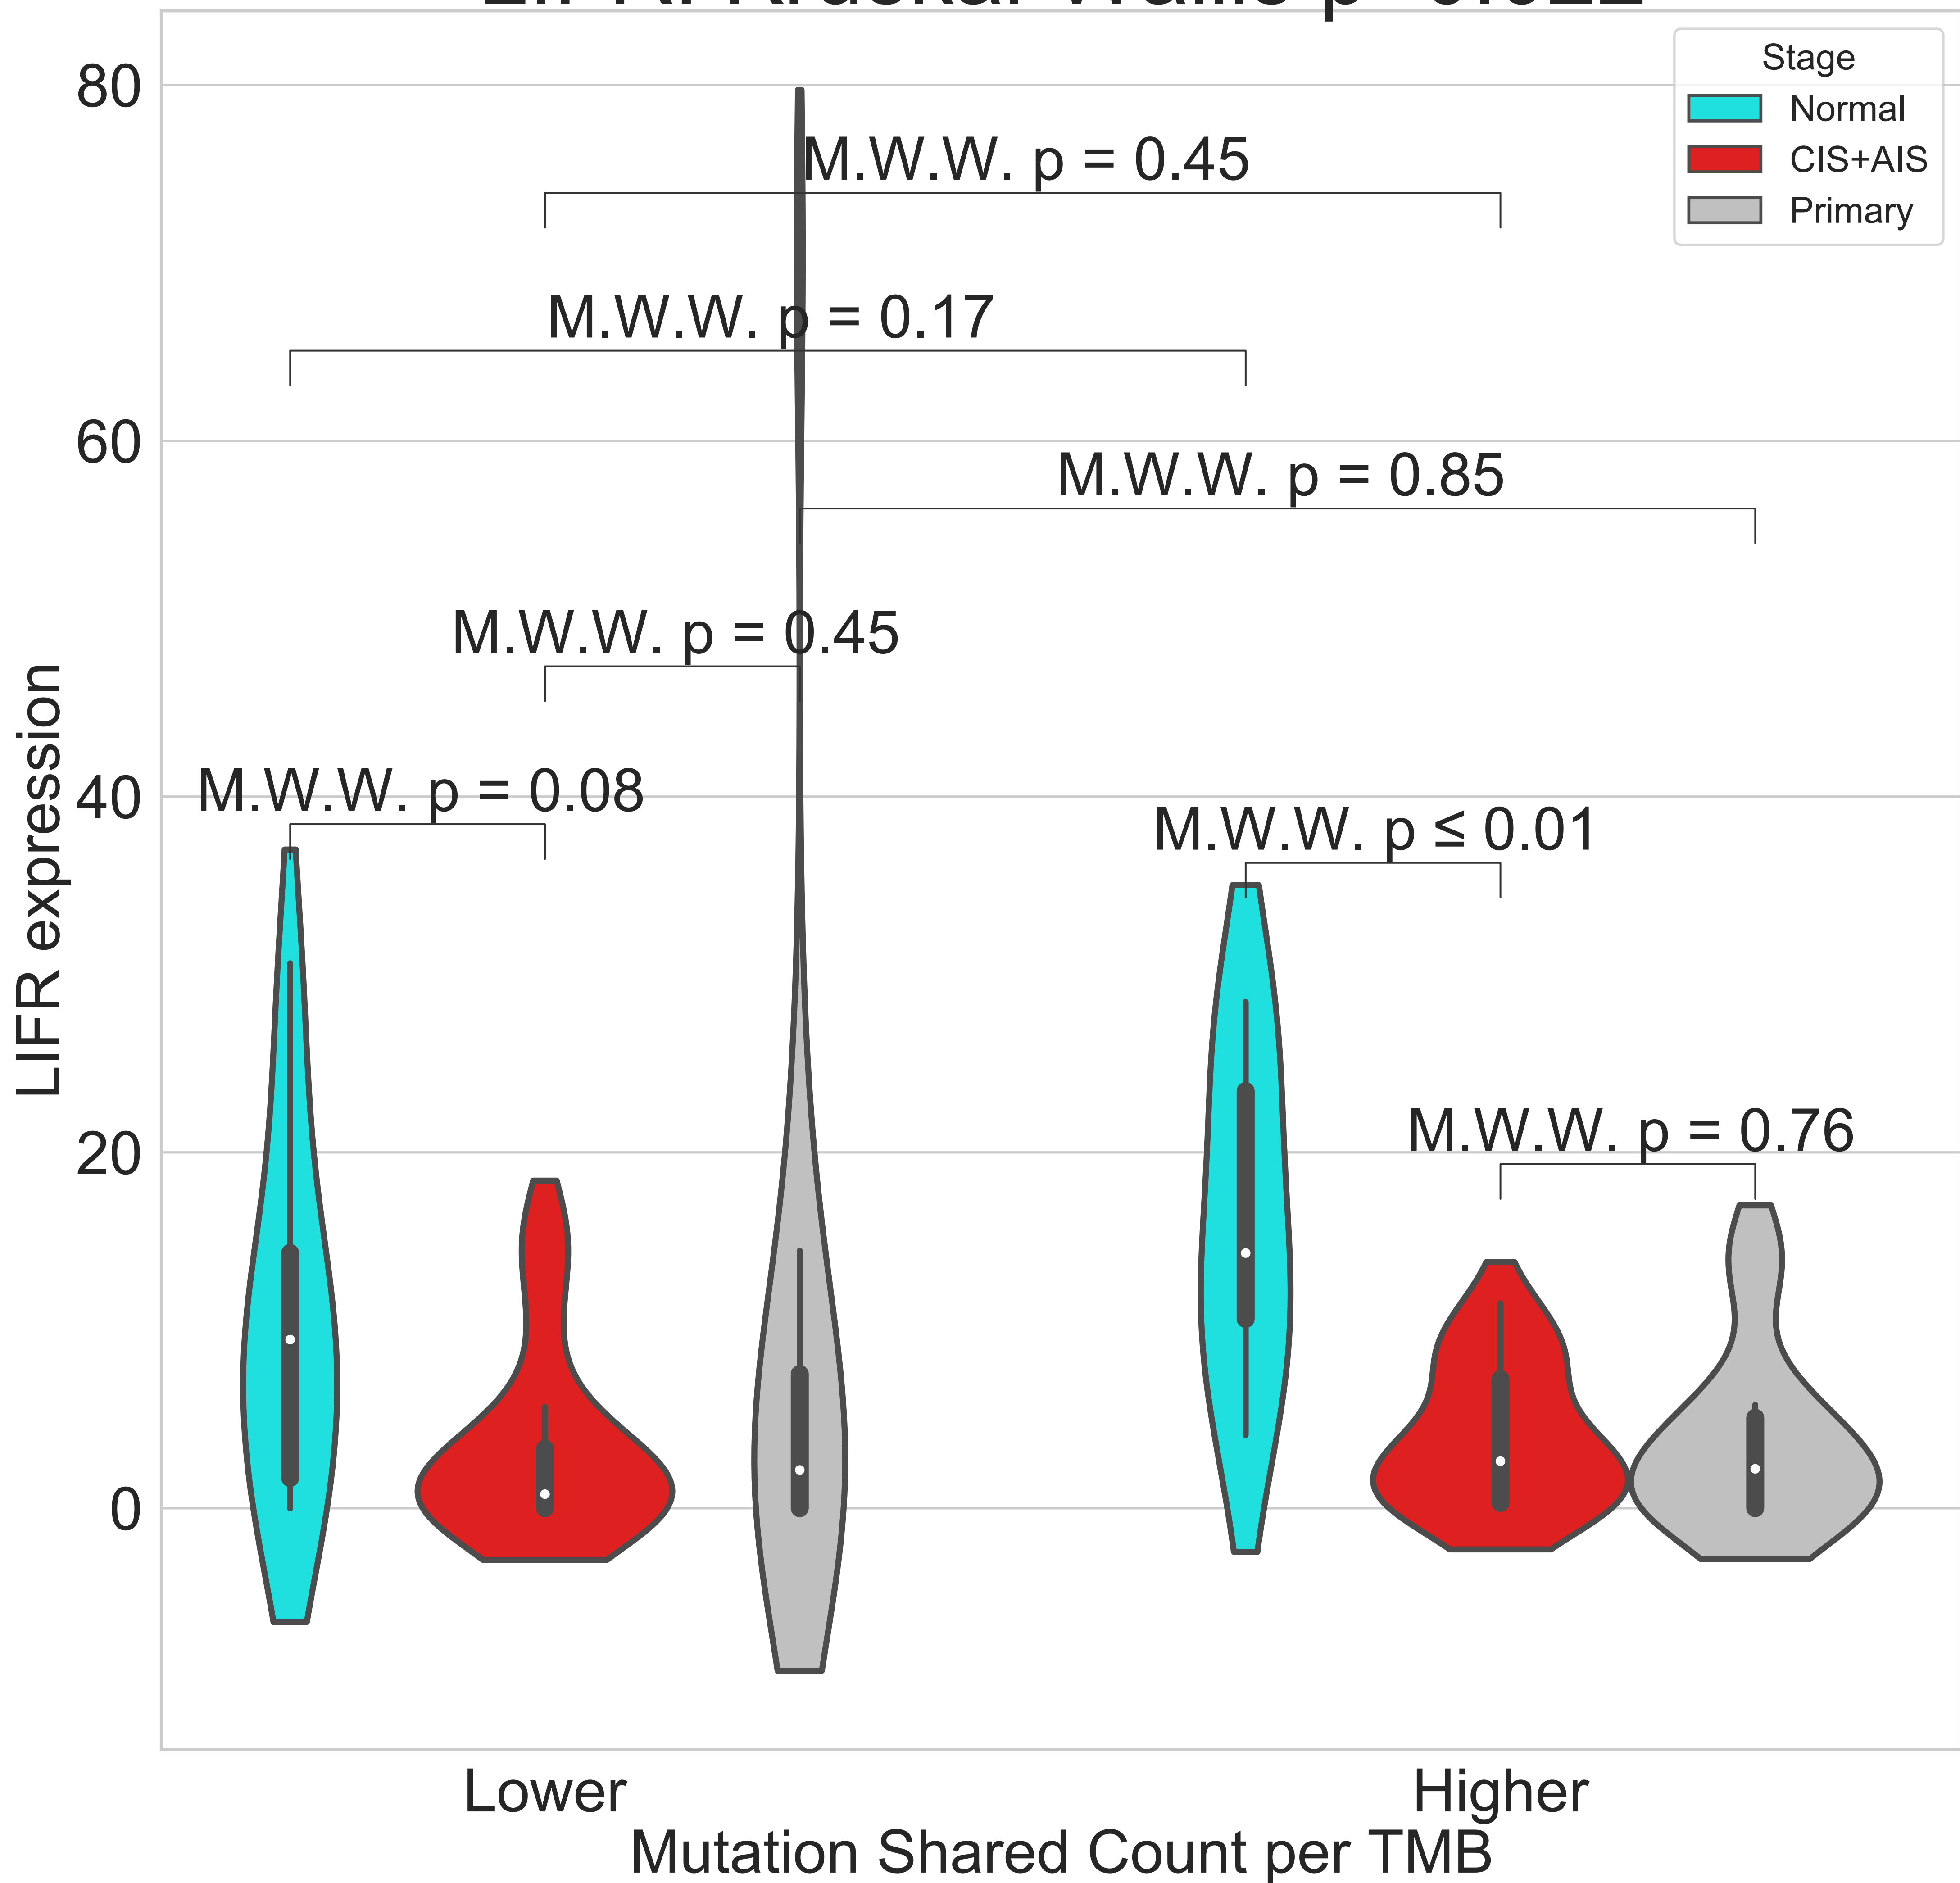 80
60
40
20
0
LIFR expression
M.W.W. p = 0.45
M.W.W. p = 0.17
M.W.W. p = 0.85
M.W.W. p = 0.45
M.W.W. p = 0.08
M.W.W. p ≤ 0.01
M.W.W. p = 0.76
Stage
Normal
CIS+AIS
Primary
Lower
Higher
Mutation Shared Count per TMB